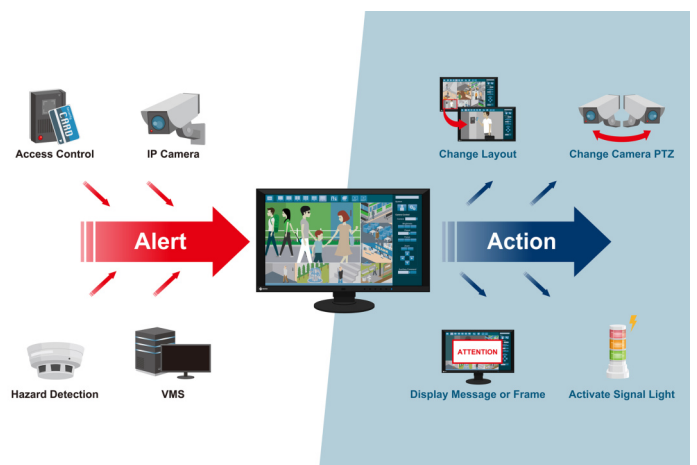 CARD
Access Control
IP Camera
Change Layout
Change Camera PTZ
Alert
Action
ATTENTION
Hazard Detection
VMS
Display Message or Frame
Activate Signal Light